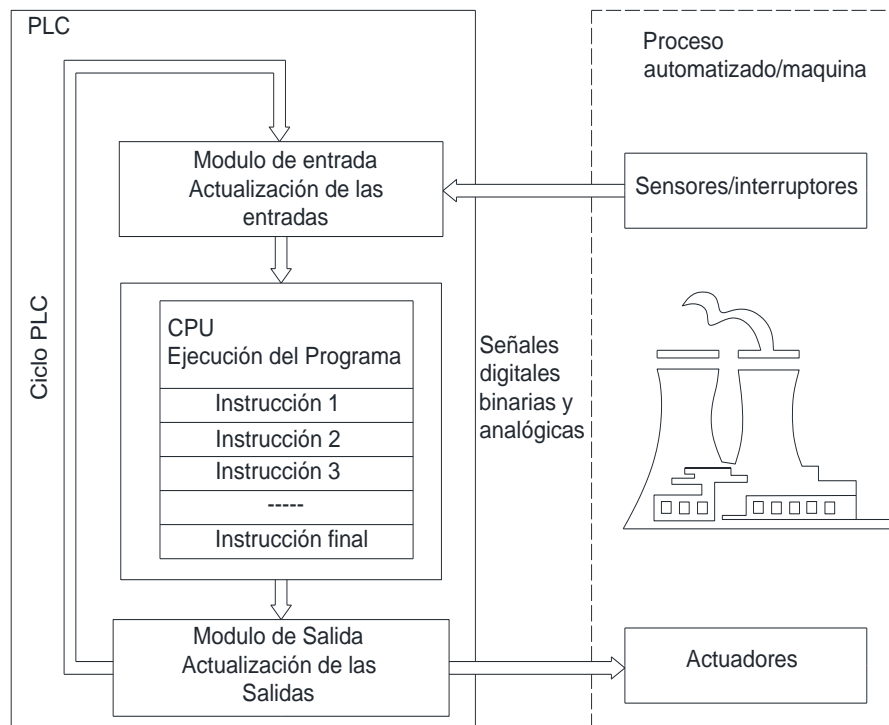 PLC
Proceso
automatizado/maquina
Modulo de entrada
Actualización de las
entradas
Sensores/interruptores
Ciclo PLC
CPU
Ejecución del Programa
Instrucción 1
Instrucción 2
Instrucción 3
-----
Instrucción final
Señales
digitales
binarias y
analógicas
Modulo de Salida
Actualización de las
Salidas
Actuadores